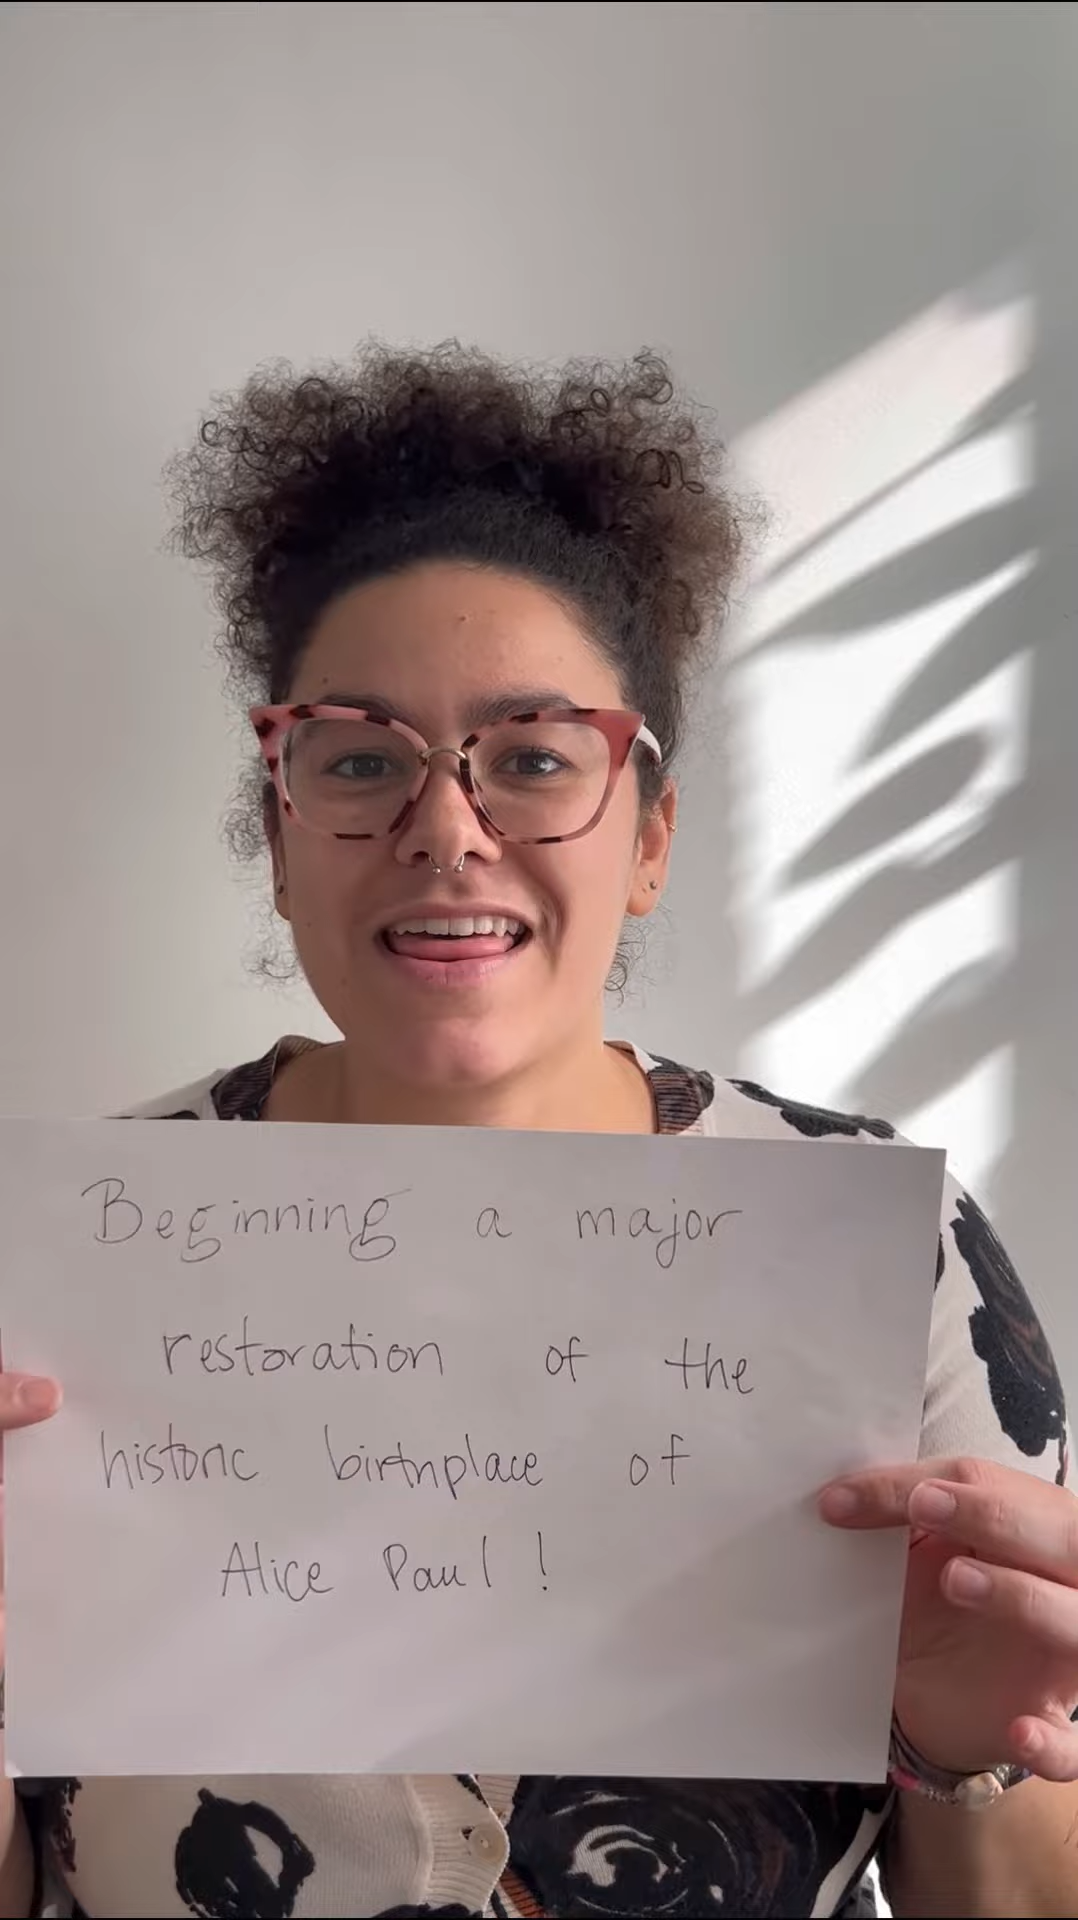 Beginning a major
restoration of the
historic birthplace of
Alice Paul!